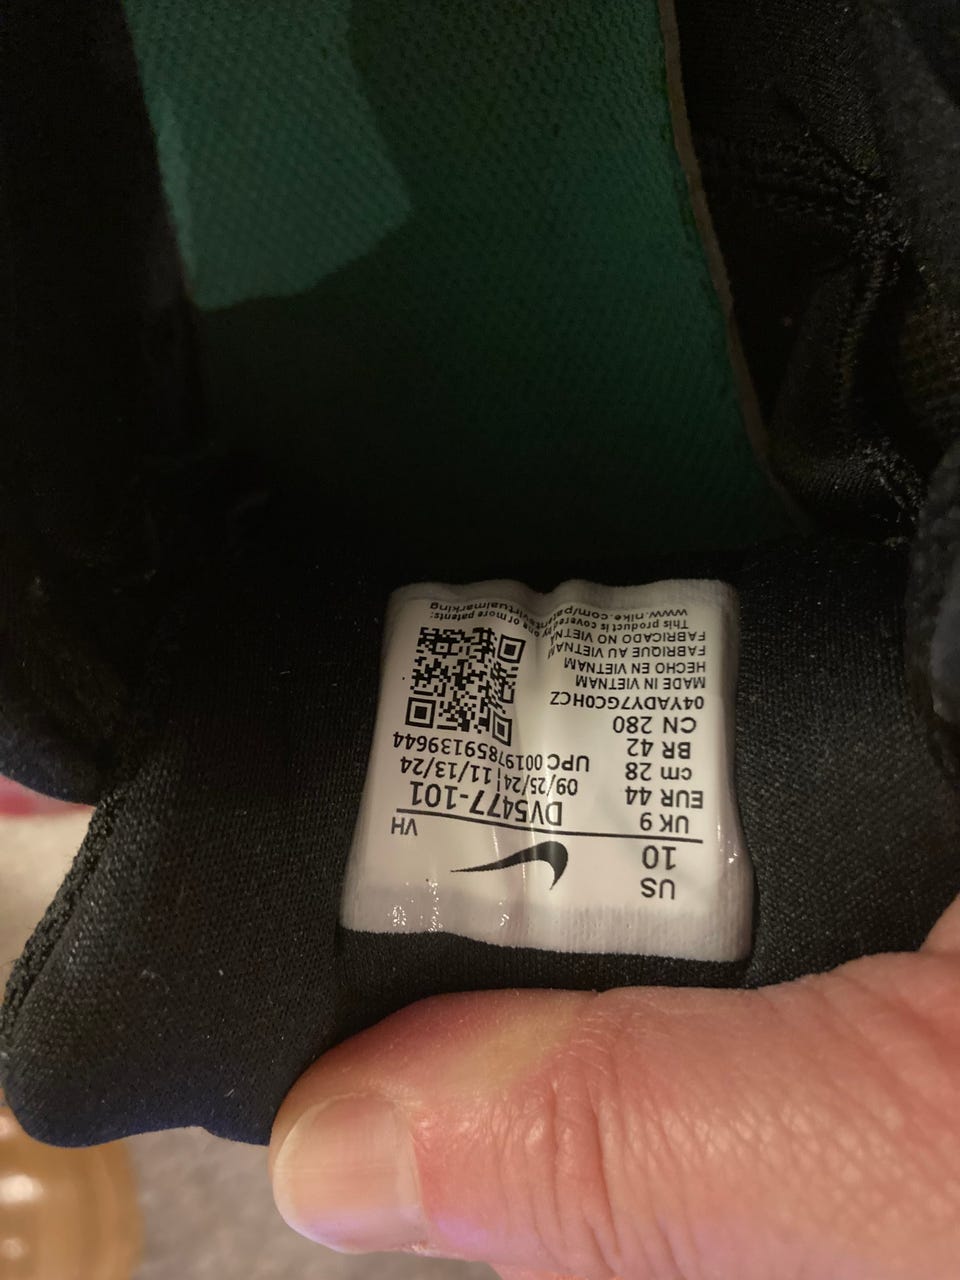 US
10
VH
UK 9
EUR 44
cm 28
BR 42
CN 280
DV5477-101
09/25/24 | 11/13/24
UPC 00197859139644
04YADY7GC0HCZ
MADE IN VIETNAM
HECHO EN VIETNAM
FABRIQUE AU VIETNAM
FABRICADO NO VIETNA
This product is covered by one or more patents:
www.nike.com/patentvirtualmarking